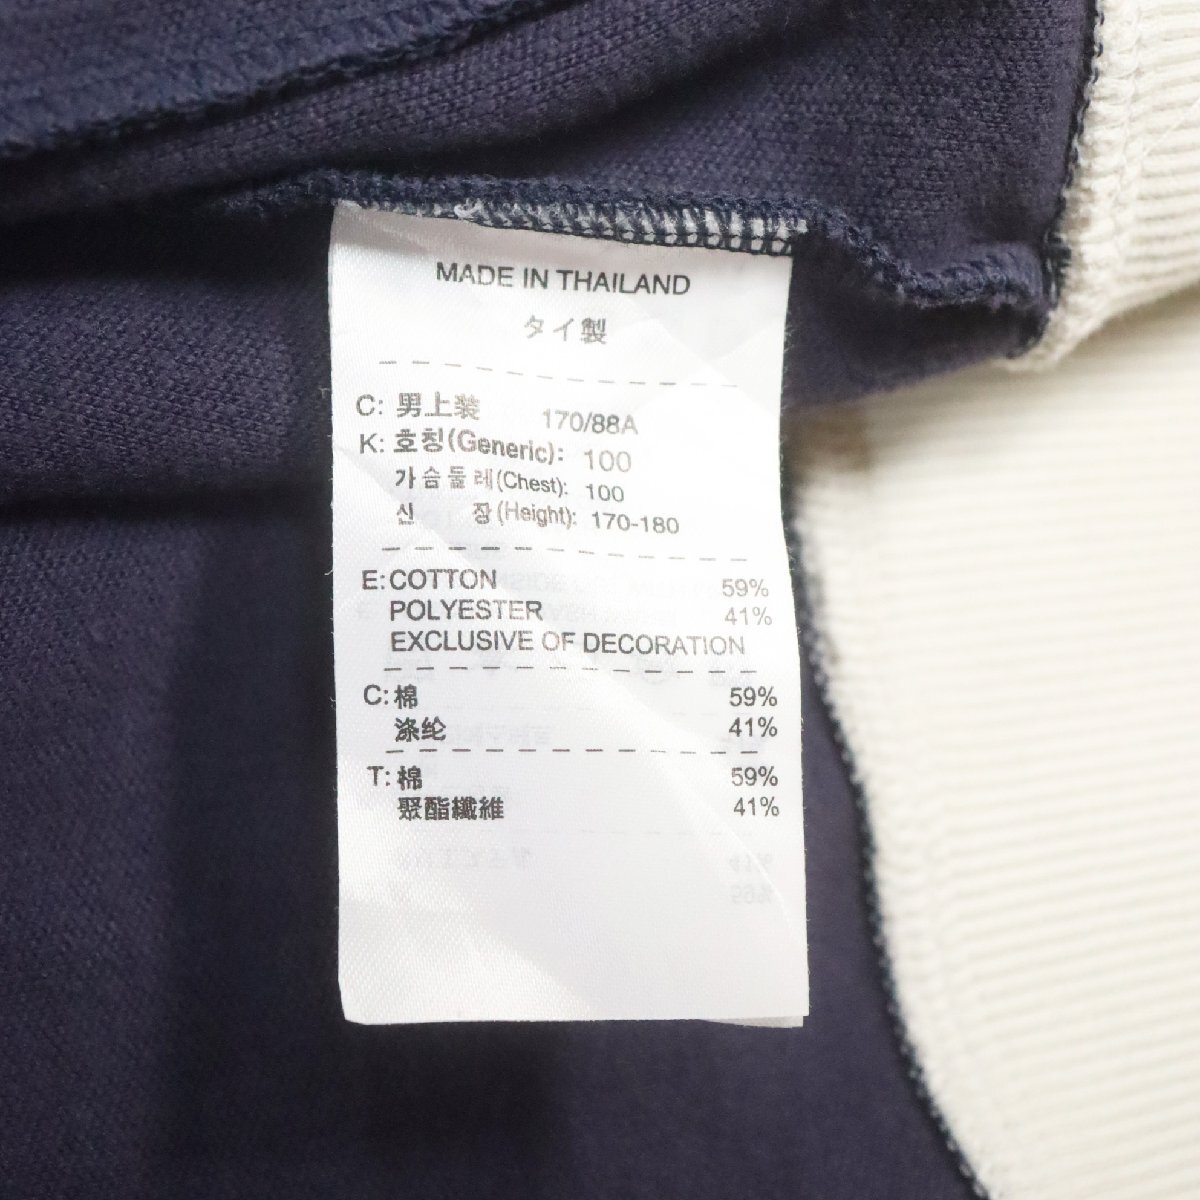 MADE IN THAILAND
タイ製
C: 男上装 170/88A
K: 호칭(Generic): 100
가슴둘레(Chest): 100
신 장(Height): 170-180
E: COTTON 59%
POLYESTER 41%
EXCLUSIVE OF DECORATION
C: 棉 59%
涤纶 41%
T: 棉 59%
聚酯纖維 41%